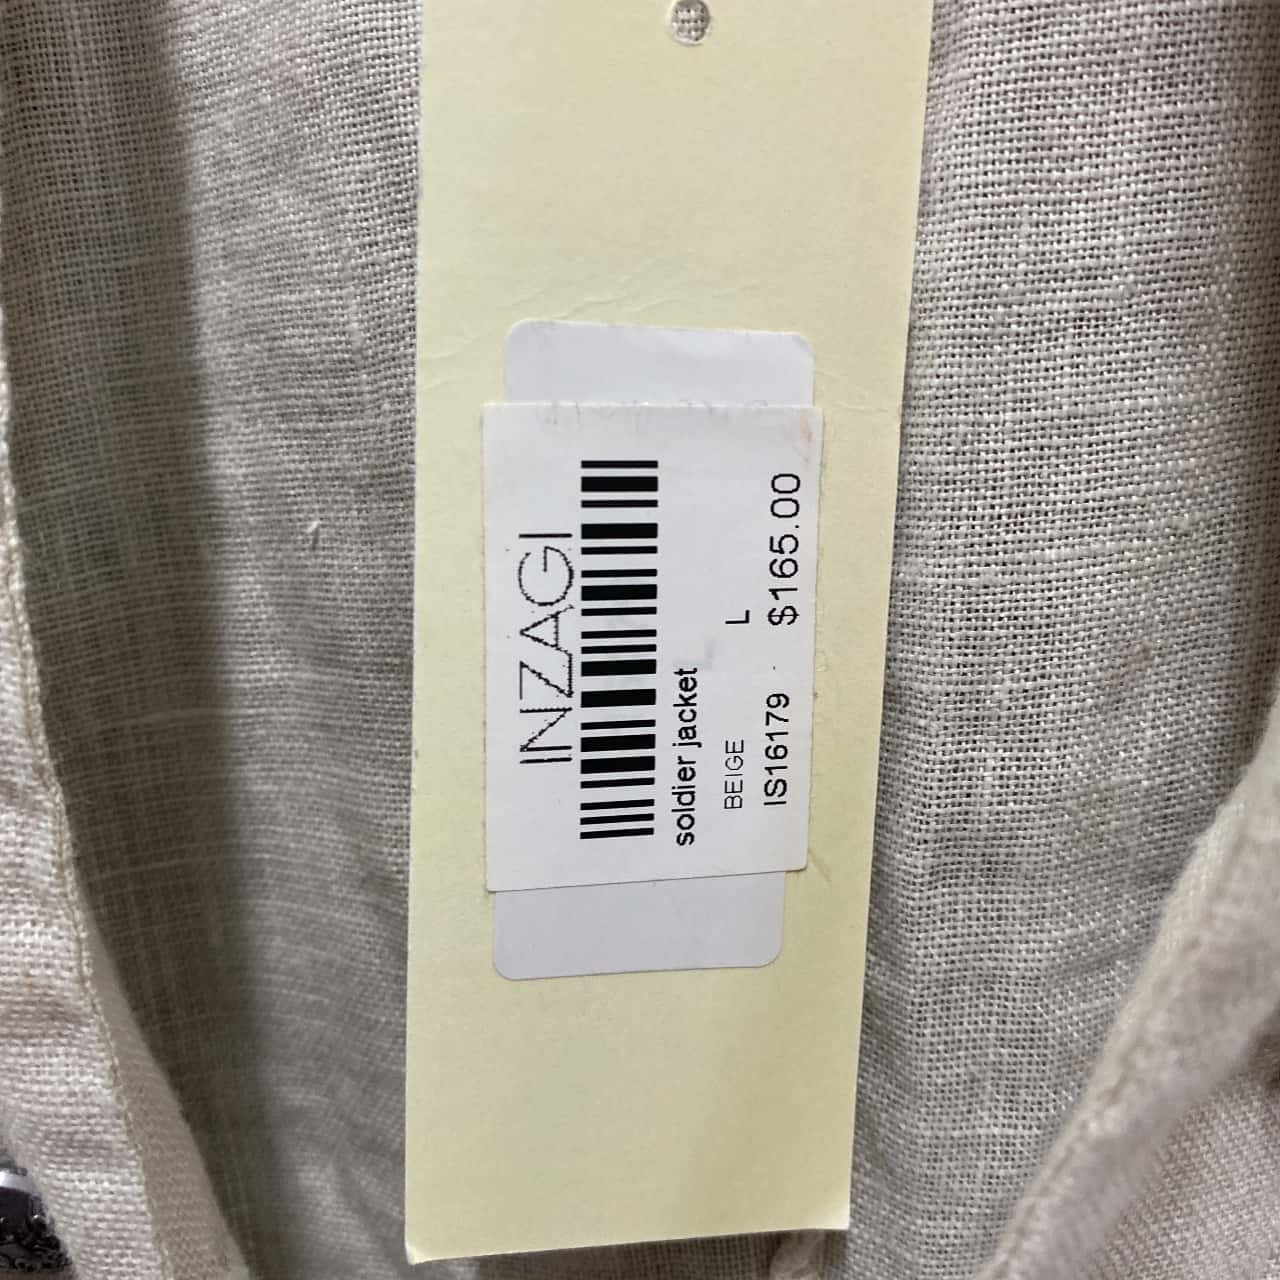 INZAGI
soldier jacket
BEIGE L
IS16179 $165.00